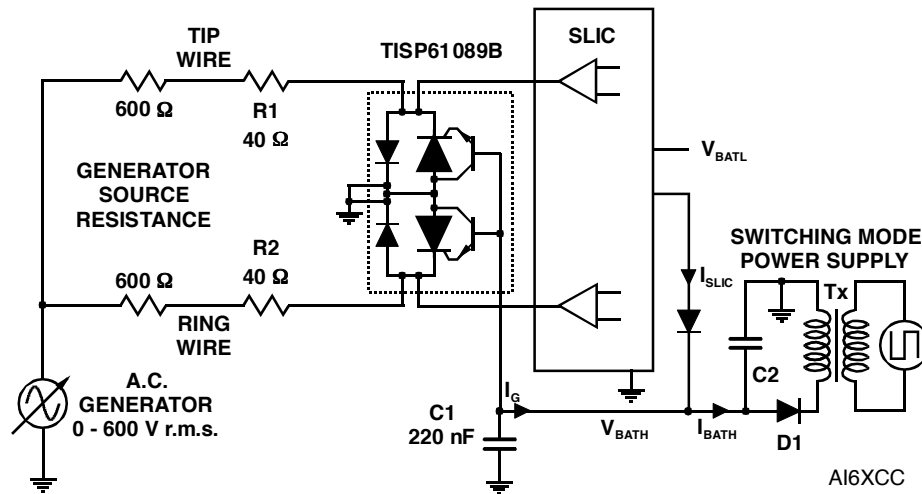 TIP
WIRE
TISP61089B
SLIC
600 Ω
R1
40 Ω
GENERATOR
SOURCE
RESISTANCE
V_BATL
R2
600 Ω
40 Ω
RING
WIRE
SWITCHING MODE
POWER SUPPLY
I_SLIC
Tx
A.C.
GENERATOR
0 - 600 V r.m.s.
C2
I_G
C1
220 nF
V_BATH
I_BATH
D1
AI6XCC